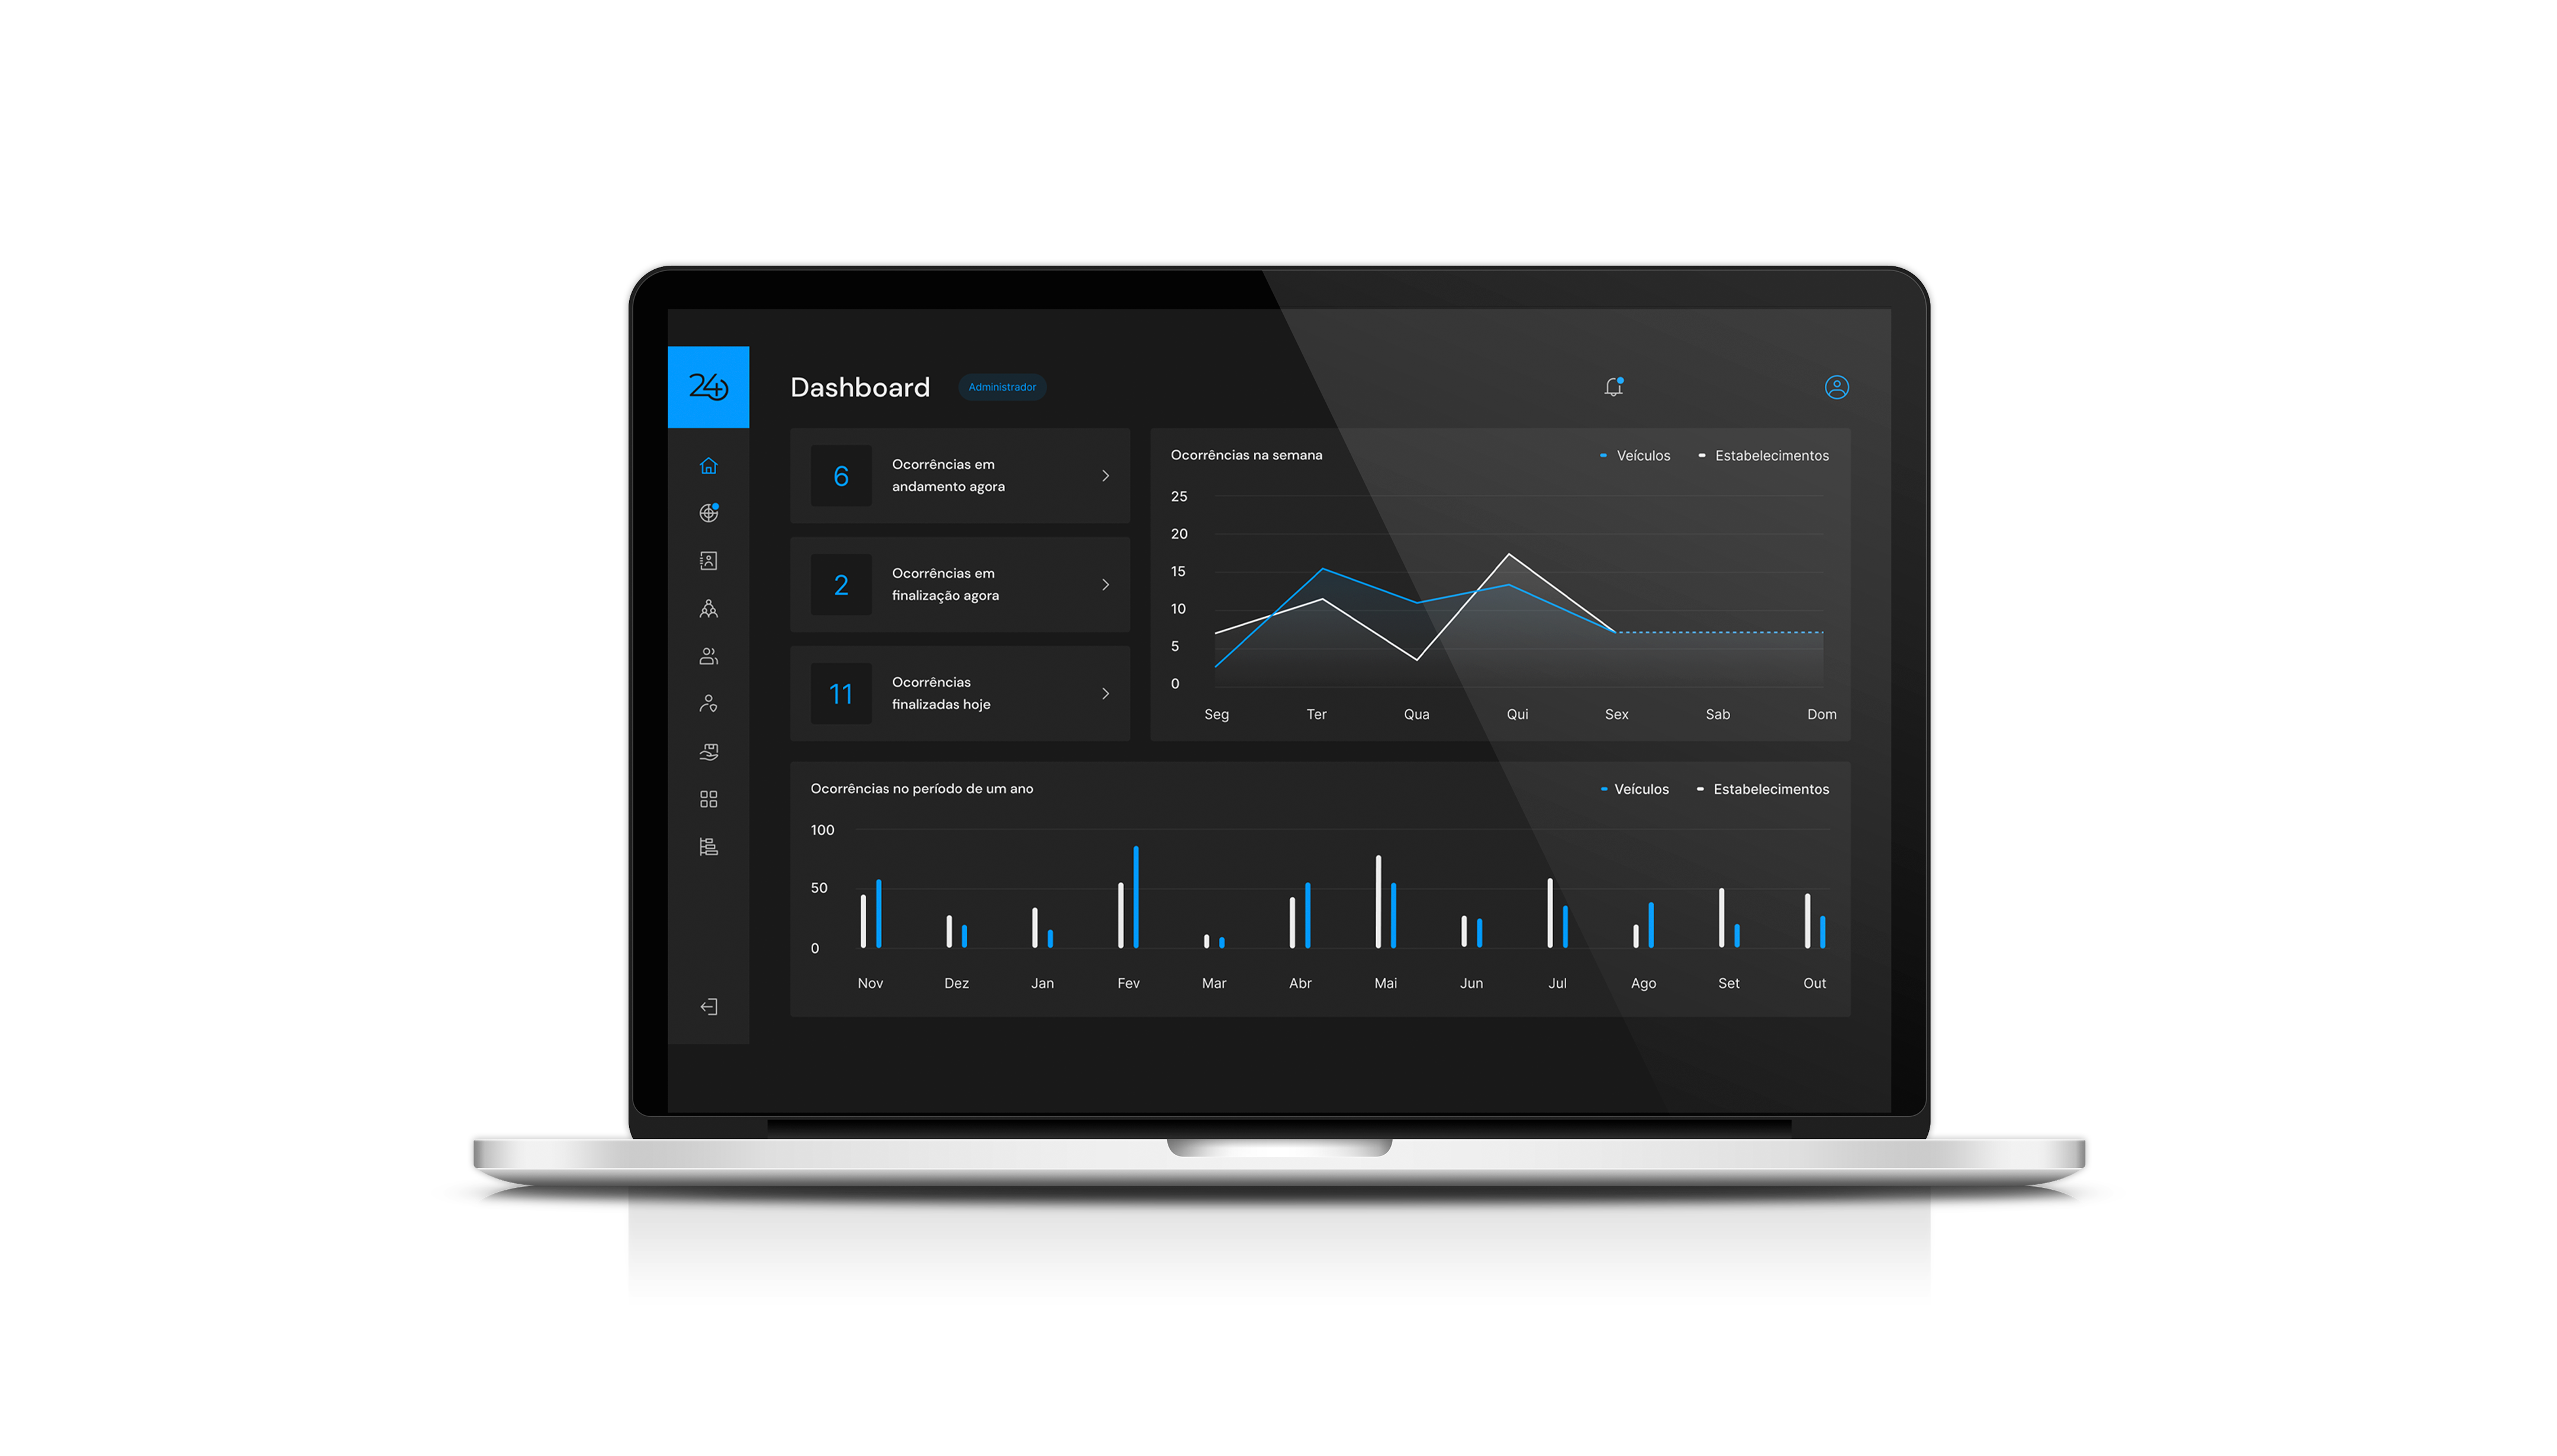 24
Dashboard
Administrador
6
Ocorrências em
andamento agora
2
Ocorrências em
finalização agora
11
Ocorrências
finalizadas hoje
Ocorrências na semana
Veículos
Estabelecimentos
25
20
15
10
5
0
Seg Ter Qua Qui Sex Sab Dom
Ocorrências no período de um ano
Veículos
Estabelecimentos
100
50
0
Nov Dez Jan Fev Mar Abr Mai Jun Jul Ago Set Out